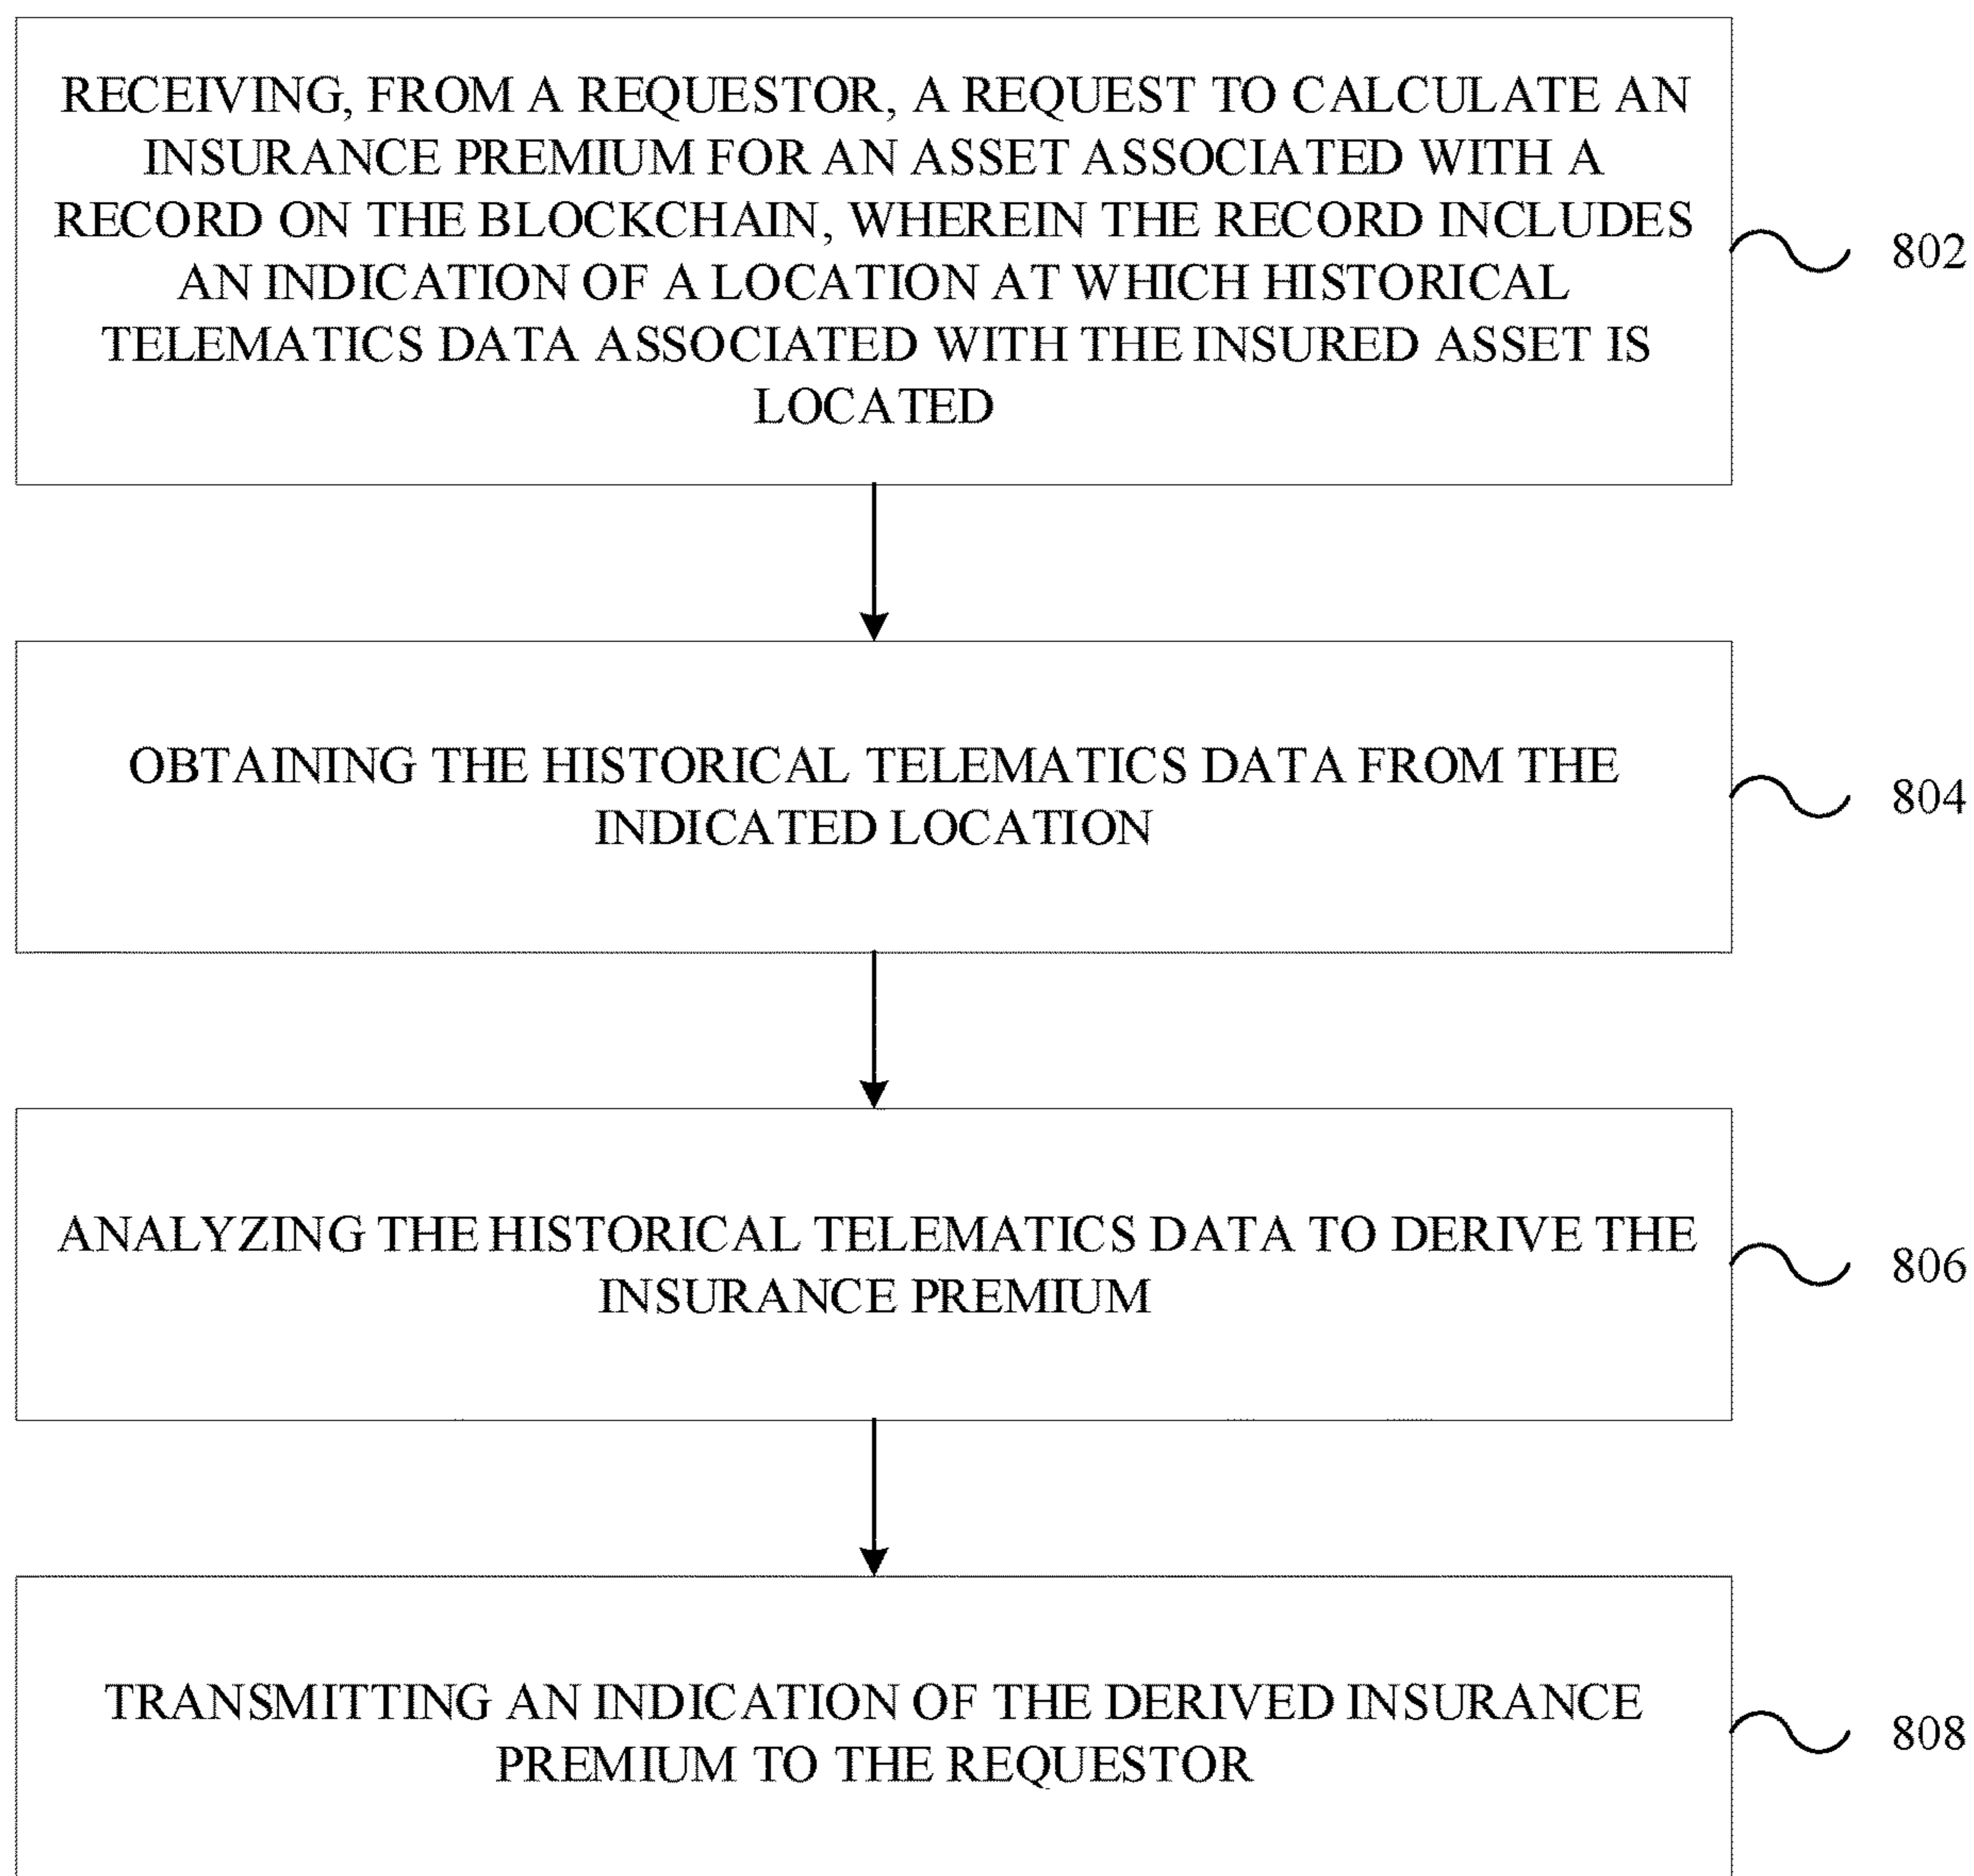 RECEIVING, FROM A REQUESTOR, A REQUEST TO CALCULATE AN
INSURANCE PREMIUM FOR AN ASSET ASSOCIATED WITH A
RECORD ON THE BLOCKCHAIN, WHEREIN THE RECORD INCLUDES
AN INDICATION OF A LOCATION AT WHICH HISTORICAL
TELEMATICS DATA ASSOCIATED WITH THE INSURED ASSET IS
LOCATED
802
OBTAINING THE HISTORICAL TELEMATICS DATA FROM THE
INDICATED LOCATION
804
ANALYZING THE HISTORICAL TELEMATICS DATA TO DERIVE THE
INSURANCE PREMIUM
806
TRANSMITTING AN INDICATION OF THE DERIVED INSURANCE
PREMIUM TO THE REQUESTOR
808